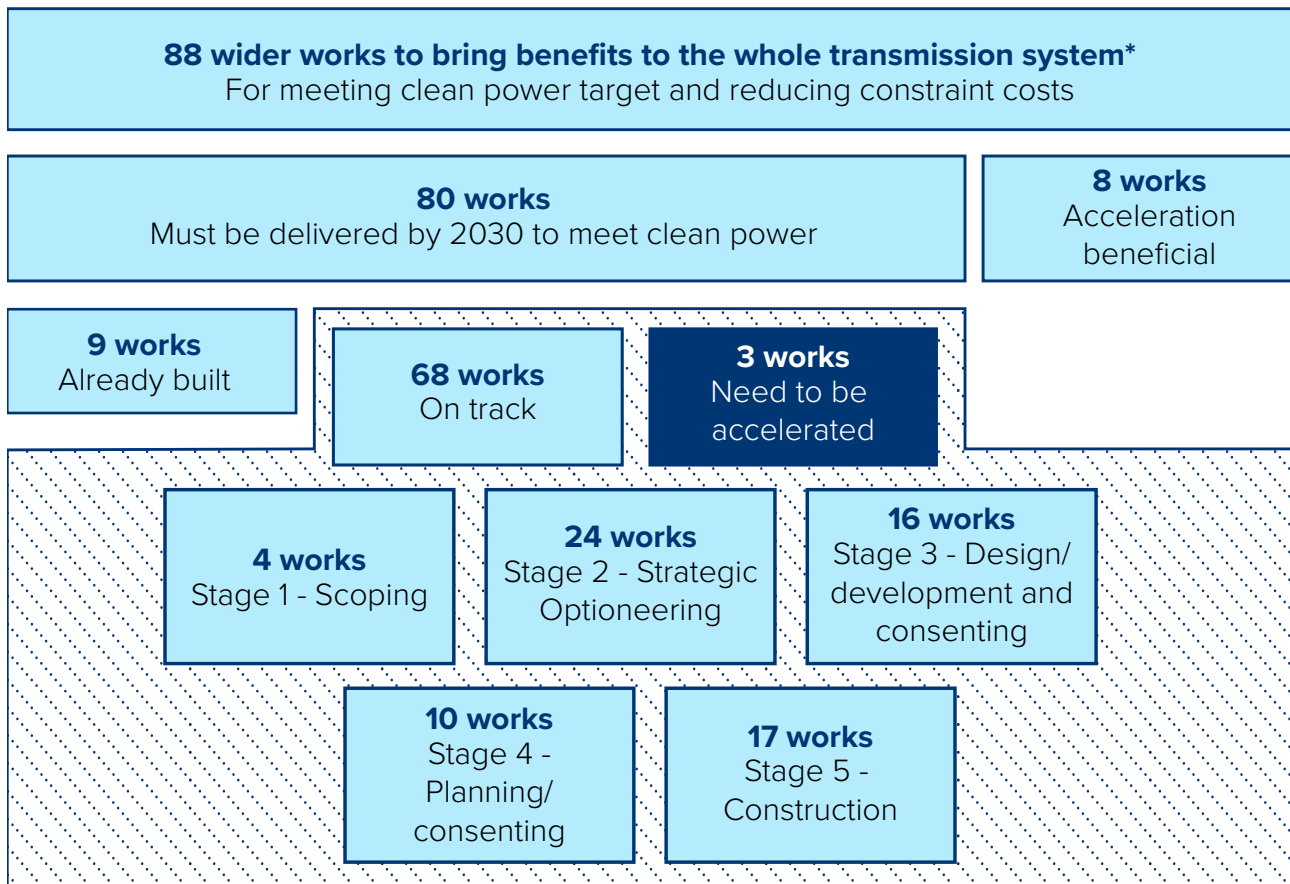 88 wider works to bring benefits to the whole transmission system*
For meeting clean power target and reducing constraint costs
80 works
Must be delivered by 2030 to meet clean power
8 works
Acceleration
beneficial
9 works
Already built
68 works
On track
3 works
Need to be
accelerated
4 works
Stage 1 - Scoping
24 works
Stage 2 - Strategic
Optioneering
16 works
Stage 3 - Design/
development and
consenting
10 works
Stage 4 -
Planning/
consenting
17 works
Stage 5 -
Construction